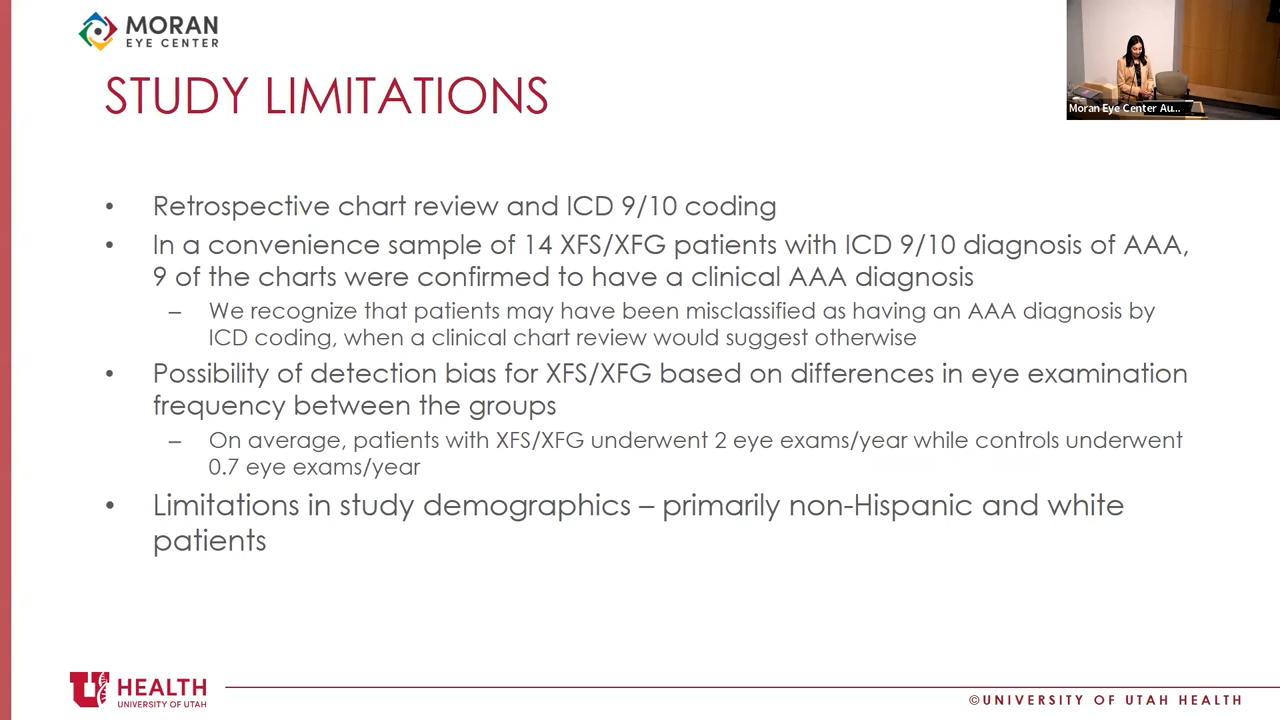 MORAN
EYE CENTER
STUDY LIMITATIONS
Moran Eye Center Au...
• Retrospective chart review and ICD 9/10 coding
• In a convenience sample of 14 XFS/XFG patients with ICD 9/10 diagnosis of AAA,
9 of the charts were confirmed to have a clinical AAA diagnosis
– We recognize that patients may have been misclassified as having an AAA diagnosis by
ICD coding, when a clinical chart review would suggest otherwise
• Possibility of detection bias for XFS/XFG based on differences in eye examination
frequency between the groups
– On average, patients with XFS/XFG underwent 2 eye exams/year while controls underwent
0.7 eye exams/year
• Limitations in study demographics – primarily non-Hispanic and white
patients
U HEALTH
UNIVERSITY OF UTAH
©UNIVERSITY OF UTAH HEALTH